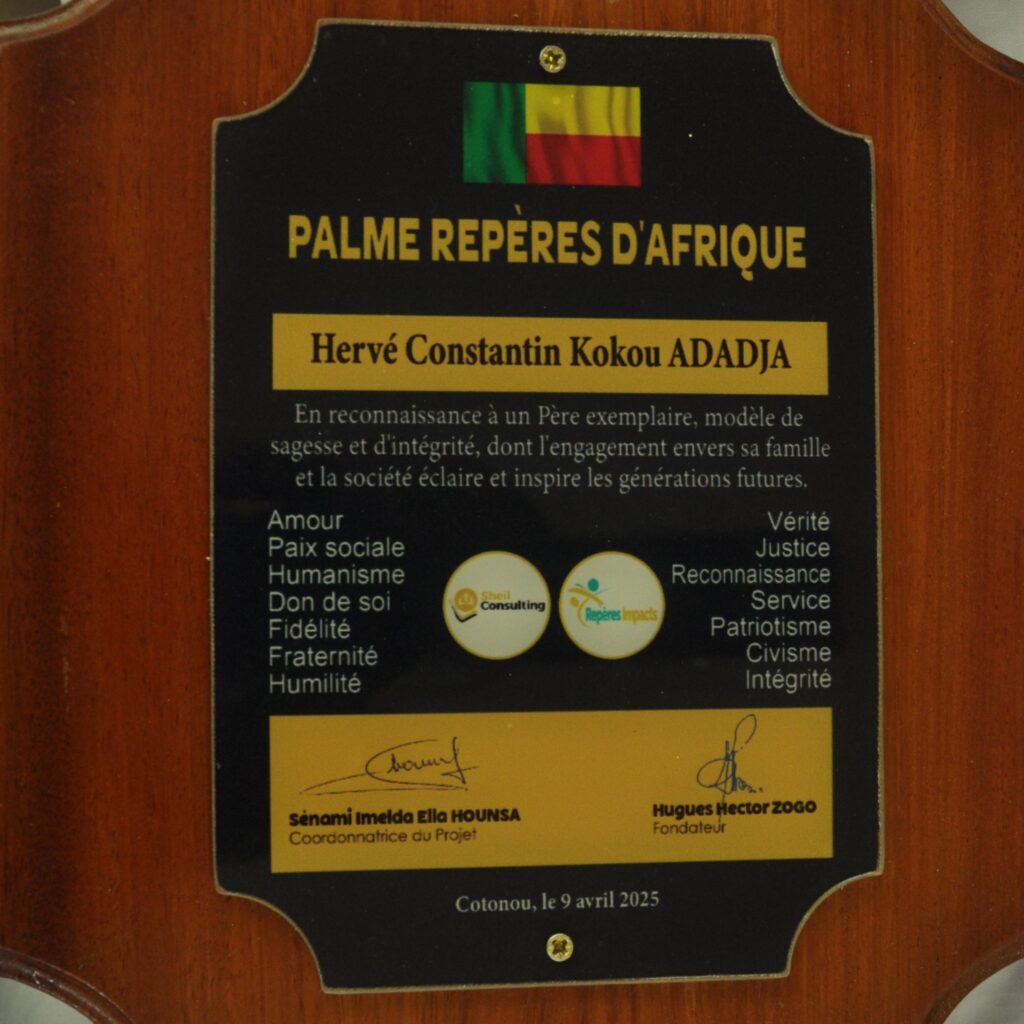 PALME REPÈRES D'AFRIQUE
Hervé Constantin Kokou ADADJA
En reconnaissance à un Père exemplaire, modèle de
sagesse et d'intégrité, dont l'engagement envers sa famille
et la société éclaire et inspire les générations futures.
Amour
Paix sociale
Humanisme
Don de soi
Fidélité
Fraternité
Humilité
Sheil
Consulting
Repères Impacts
Vérité
Justice
Reconnaissance
Service
Patriotisme
Civisme
Intégrité
Sènami Imelda Ella HOUNSA
Coordonnatrice du Projet
Hugues Hector ZOGO
Fondateur
Cotonou, le 9 avril 2025